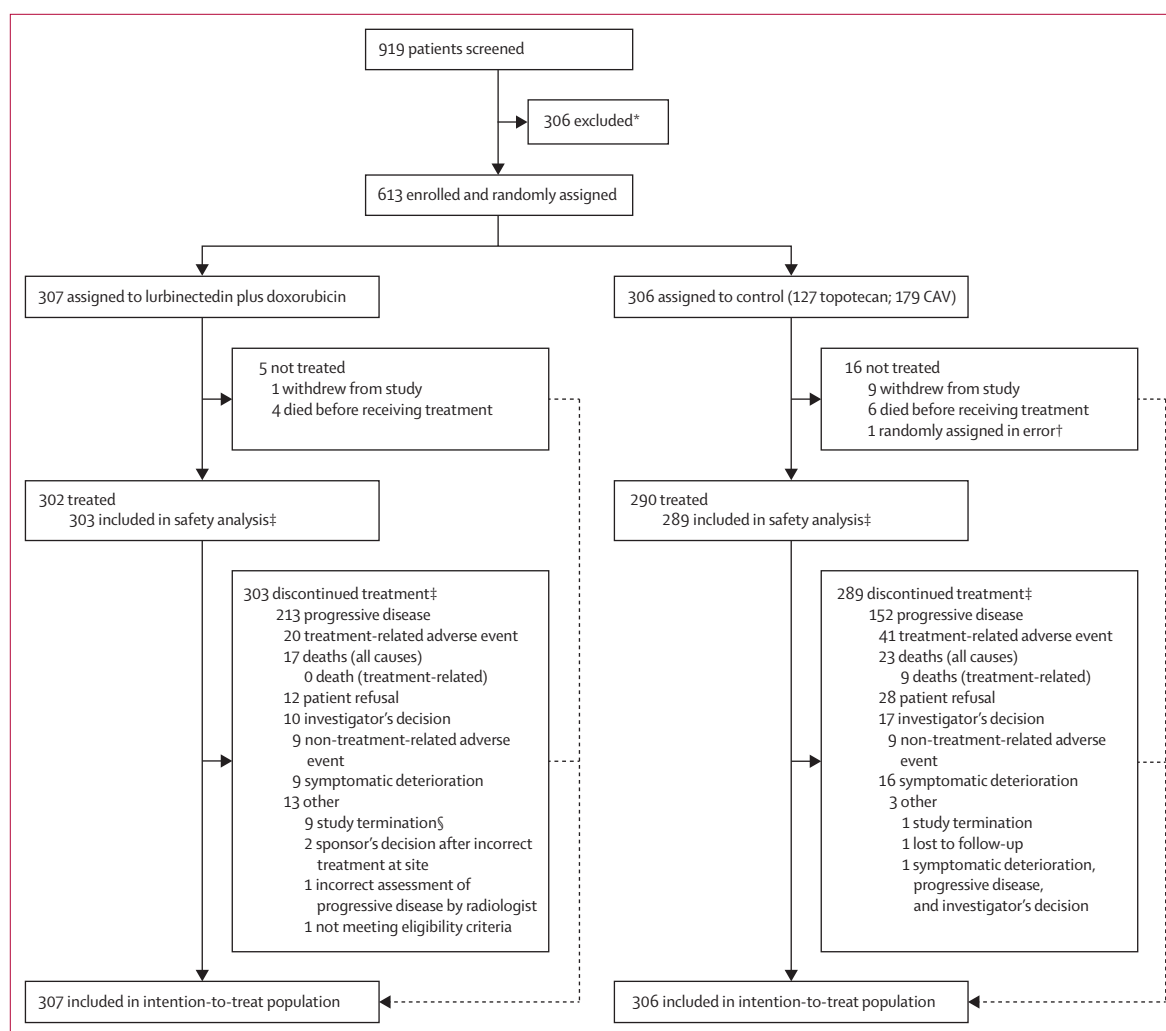 919 patients screened
306 excluded*
613 enrolled and randomly assigned
307 assigned to lurbinectedin plus doxorubicin
306 assigned to control (127 topotecan; 179 CAV)
5 not treated
1 withdrew from study
4 died before receiving treatment
16 not treated
9 withdrew from study
6 died before receiving treatment
1 randomly assigned in error†
302 treated
303 included in safety analysis‡
290 treated
289 included in safety analysis‡
303 discontinued treatment‡
213 progressive disease
20 treatment-related adverse event
17 deaths (all causes)
0 death (treatment-related)
12 patient refusal
10 investigator's decision
9 non-treatment-related adverse
event
9 symptomatic deterioration
13 other
9 study termination§
2 sponsor's decision after incorrect
treatment at site
1 incorrect assessment of
progressive disease by radiologist
1 not meeting eligibility criteria
289 discontinued treatment‡
152 progressive disease
41 treatment-related adverse event
23 deaths (all causes)
9 deaths (treatment-related)
28 patient refusal
17 investigator's decision
9 non-treatment-related adverse
event
16 symptomatic deterioration
3 other
1 study termination
1 lost to follow-up
1 symptomatic deterioration,
progressive disease,
and investigator's decision
307 included in intention-to-treat population
306 included in intention-to-treat population